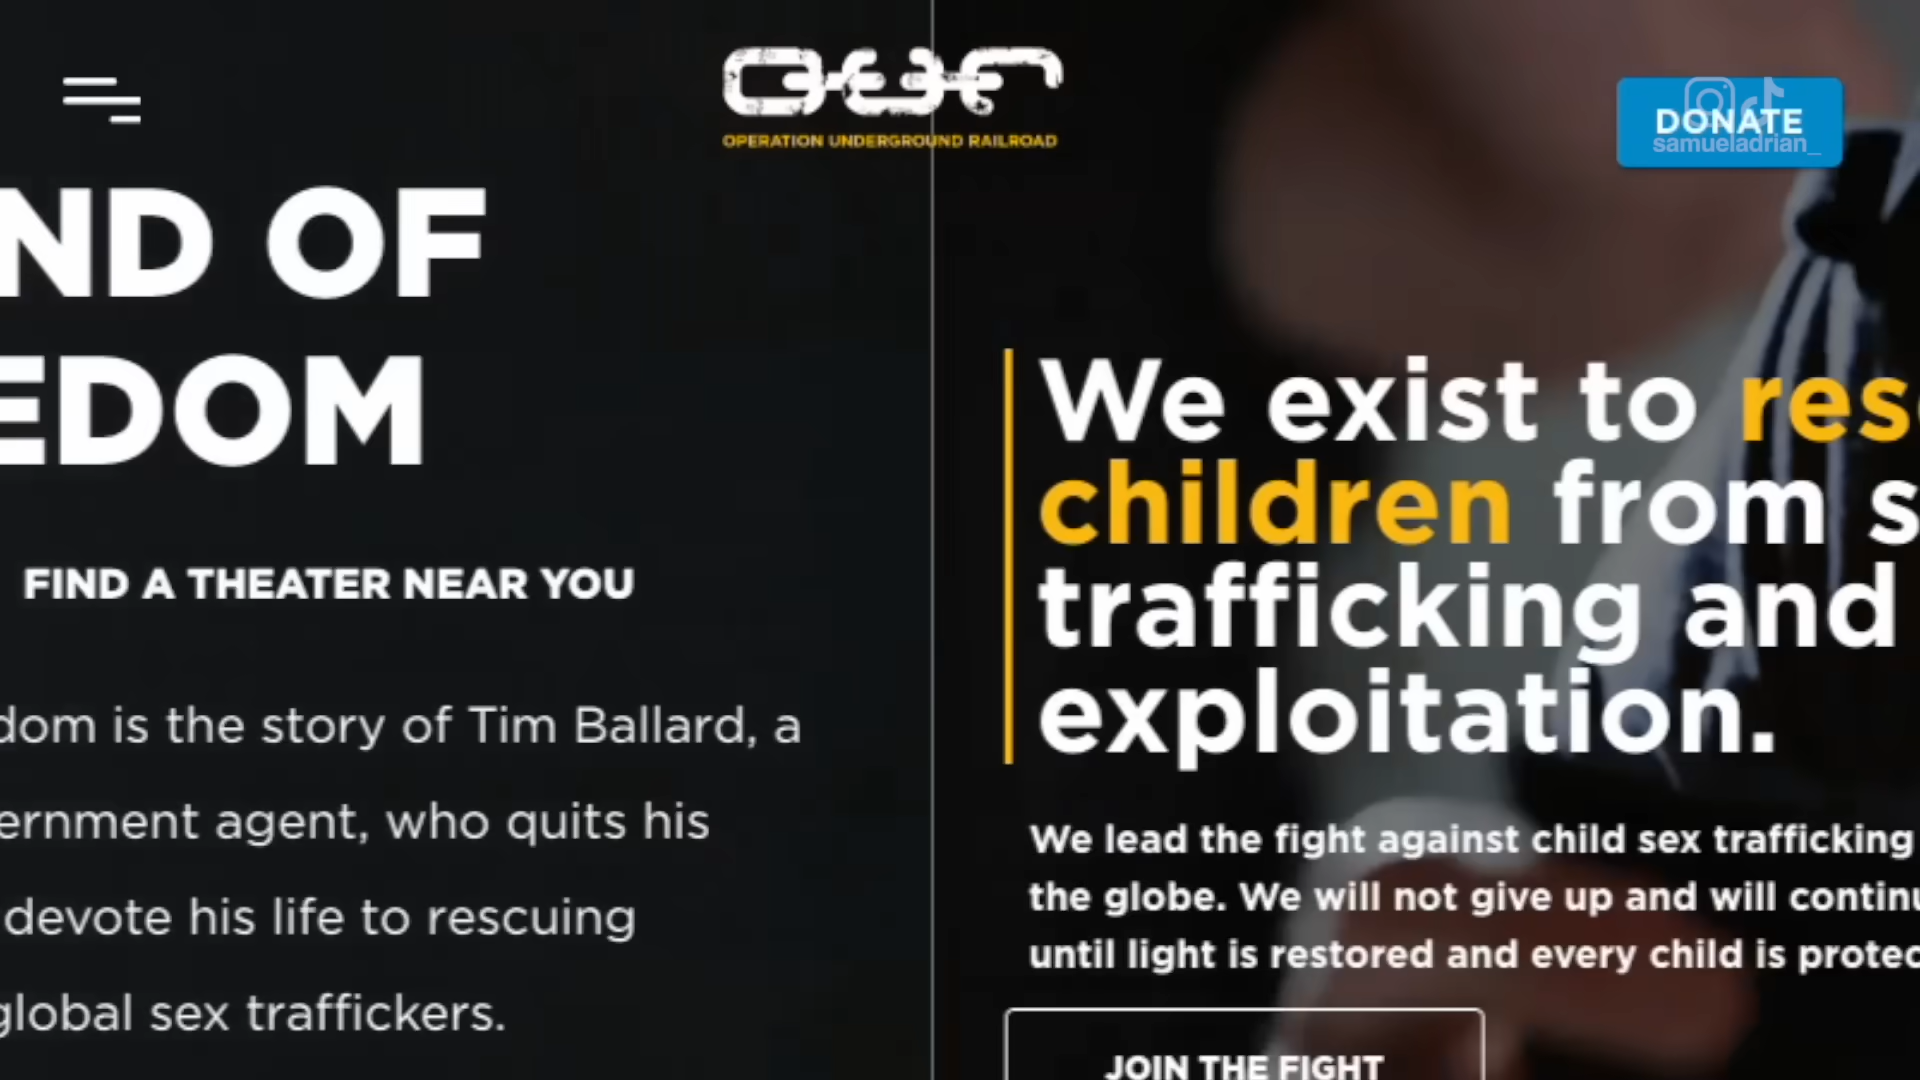 OUR
OPERATION UNDERGROUND RAILROAD
DONATE
samueladrian_
ND OF
EDOM
FIND A THEATER NEAR YOU
dom is the story of Tim Ballard, a
ernment agent, who quits his
devote his life to rescuing
global sex traffickers.
We exist to res
children from s
trafficking and
exploitation.
We lead the fight against child sex trafficking
the globe. We will not give up and will continu
until light is restored and every child is protec
JOIN THE FIGHT